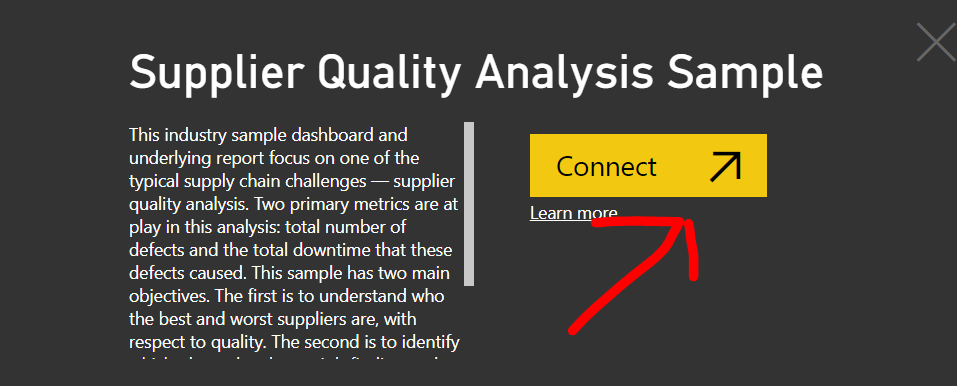 Supplier Quality Analysis Sample
This industry sample dashboard and
underlying report focus on one of the
typical supply chain challenges — supplier
quality analysis. Two primary metrics are at
play in this analysis: total number of
defects and the total downtime that these
defects caused. This sample has two main
objectives. The first is to understand who
the best and worst suppliers are, with
respect to quality. The second is to identify
Connect
Learn more